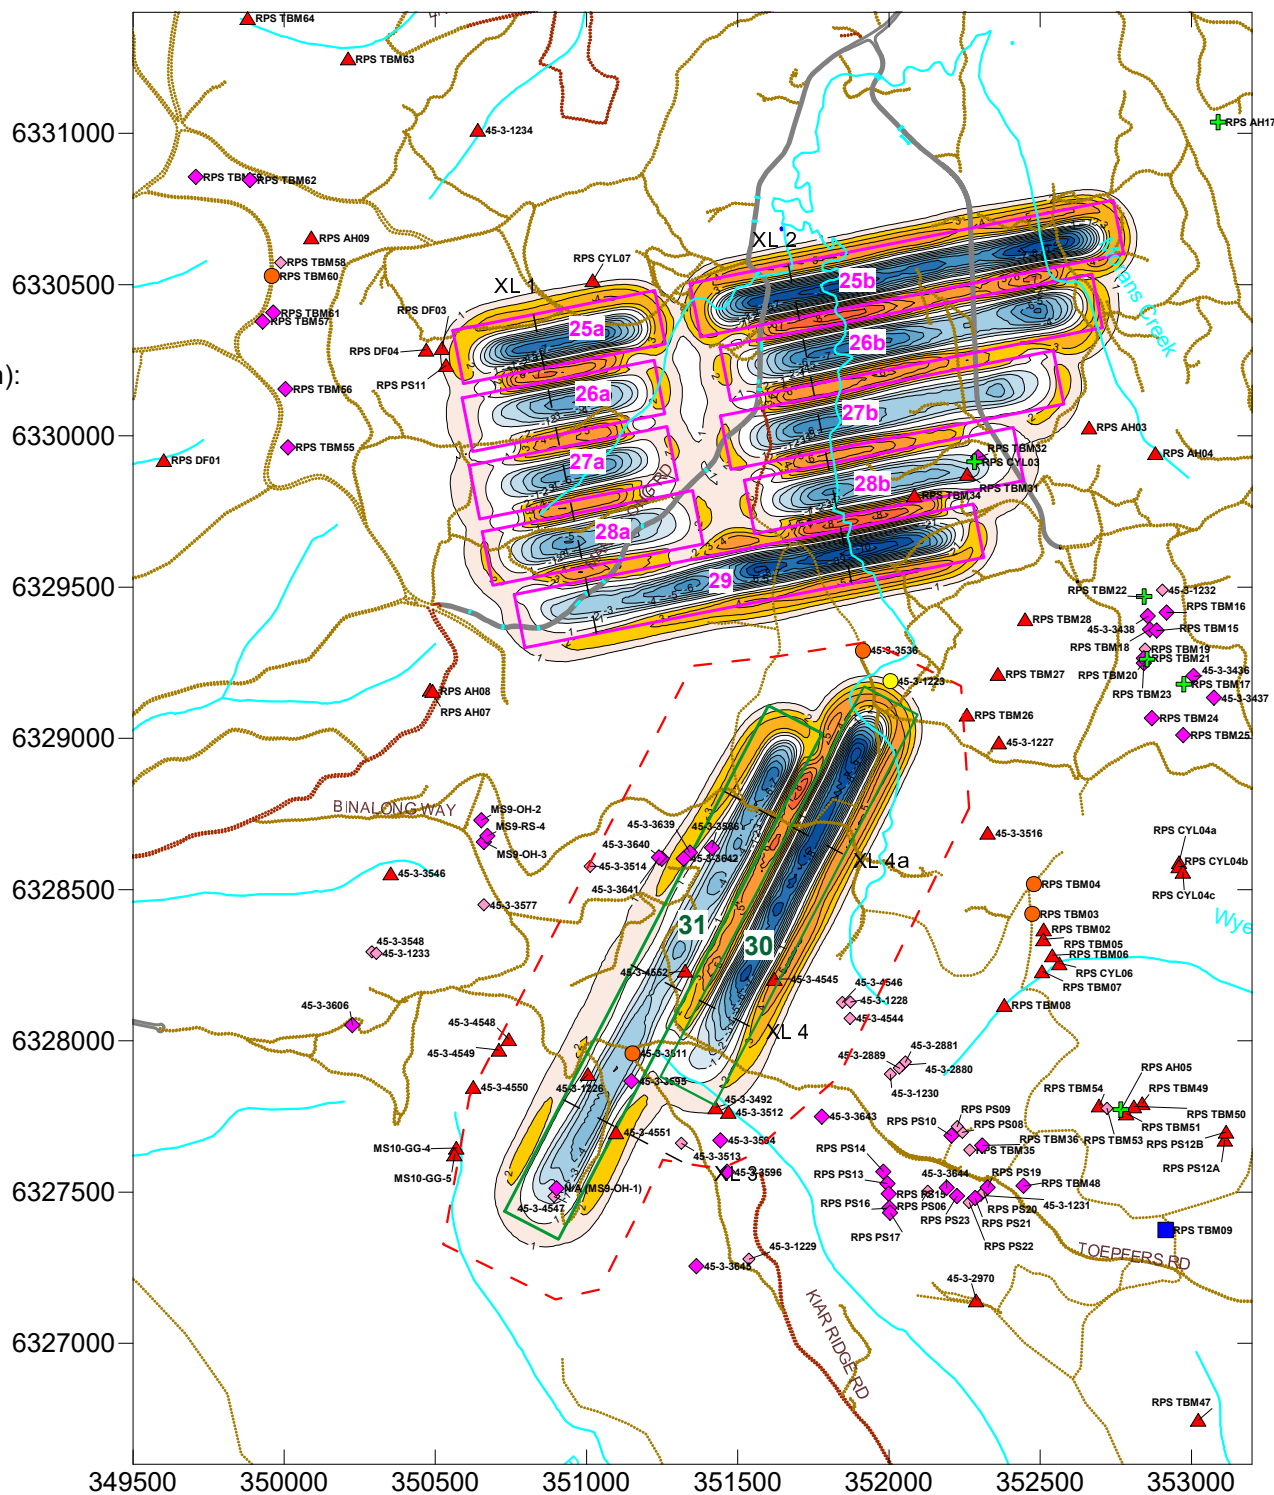 RPS TBM64
RPS TBM63
6331000
45-3-1234
RPS AH17
RPS TBM62
RPS AH09
XL 2
RPS TBM58
RPS TBM60
RPS CYL07
6330500
XL 1
25b
Creek
RPS TBM61
RPS TBM57
RPS DF03
25a
26b
RPS DF04
n):
RPS PS11
RPS TBM56
26a
27b
6330000
RPS AH03
RPS TBM55
RPS TBM32
RPS DF01
27a
RPS CYL03
RPS AH04
28b
RPS TBM31
RPS TBM34
28a
29
6329500
RPS TBM22
45-3-1232
RPS TBM16
RPS TBM28
45-3-3438
RPS TBM15
RPS TBM18
RPS TBM19
45-3-3536
RPS TBM21
RPS TBM20
45-3-3436
RPS TBM27
45-3-1223
RPS TBM17
RPS TBM23
45-3-3437
RPS AH08
RPS AH07
RPS TBM26
RPS TBM24
6329000
45-3-1227
RPS TBM25
BINALONG WAY
MS9-OH-2
MS9-RS-4
45-3-3639
45-3-3516
RPS CYL04a
MS9-OH-3
45-3-3640
45-3-3642
XL 4a
RPS CYL04b
45-3-3514
45-3-3546
RPS TBM04
6328500
45-3-3641
RPS CYL04c
45-3-3577
31
RPS TBM03
Wye
30
RPS TBM02
45-3-3548
RPS TBM05
45-3-1233
RPS TBM06
45-3-4552
45-3-4545
45-3-4546
RPS CYL06
45-3-1228
RPS TBM07
45-3-3606
45-3-4544
RPS TBM08
XL 4
45-3-4548
6328000
45-3-4549
45-3-3511
45-3-2889
45-3-2881
45-3-2880
RPS AH05
45-3-4550
45-3-1226
45-3-3595
45-3-1230
RPS TBM54
RPS TBM49
45-3-3492
RPS TBM50
45-3-3512
45-3-3643
RPS PS09
RPS TBM51
45-3-4551
RPS PS10
RPS PS08
RPS TBM36
RPS TBM53
RPS PS12B
MS10-GG-4
45-3-3504
RPS PS14
RPS TBM35
45-3-3513
RPS PS12A
MS10-GG-5
XL 3
45-3-3596
RPS PS13
45-3-3644
RPS PS19
RPS TBM48
6327500
N/A (MS9-OH-1)
RPS PS15
RPS PS16
RPS PS06
45-3-1231
45-3-4547
RPS PS20
RPS PS23
RPS PS21
RPS PS17
RPS PS22
RPS TBM09
45-3-1229
TOEPFERS RD
45-3-3645
45-3-2970
KIAR RIDGE RD
6327000
RPS TBM47
349500 350000 350500 351000 351500 352000 352500 353000